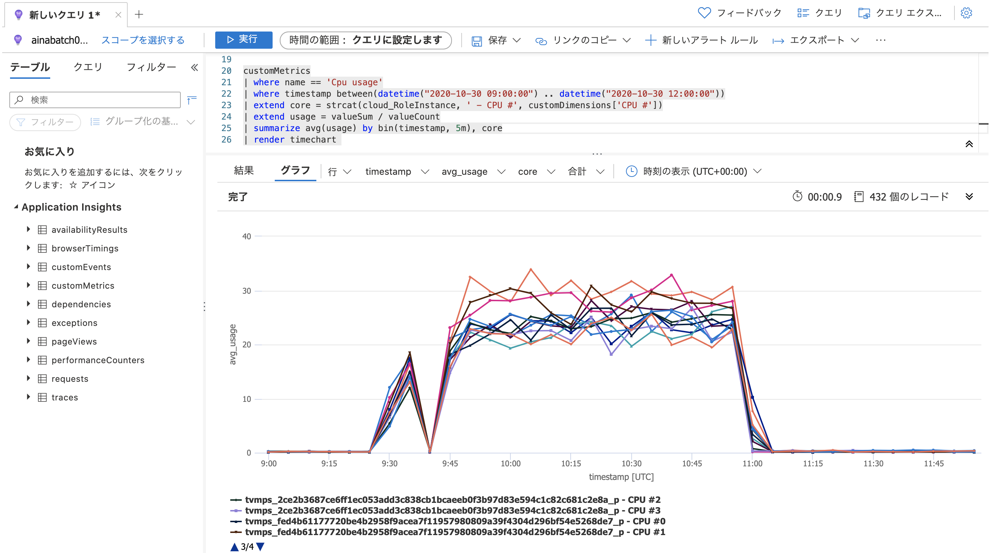 新しいクエリ 1*
フィードバック
クエリ
クエリ エクス...
ainabatch0...
スコープを選択する
実行
時間の範囲： クエリに設定します
保存
リンクのコピー
新しいアラート ルール
エクスポート
テーブル
クエリ
フィルター
検索
フィルター
グループ化の基...
お気に入り
お気に入りを追加するには、次をクリッ
クします: ☆ アイコン
Application Insights
availabilityResults
browserTimings
customEvents
customMetrics
dependencies
exceptions
pageViews
performanceCounters
requests
traces
19
20 customMetrics
21 | where name == 'Cpu usage'
22 | where timestamp between(datetime("2020-10-30 09:00:00") .. datetime("2020-10-30 12:00:00"))
23 | extend core = strcat(cloud_RoleInstance, ' - CPU #', customDimensions['CPU #'])
24 | extend usage = valueSum / valueCount
25 | summarize avg(usage) by bin(timestamp, 5m), core
26 | render timechart
結果
グラフ
行
timestamp
avg_usage
core
合計
時刻の表示 (UTC+00:00)
完了
00:00.9
432 個のレコード
40
30
20
10
0
avg_usage
9:00 9:15 9:30 9:45 10:00 10:15 10:30 10:45 11:00 11:15 11:30 11:45
timestamp [UTC]
tvmps_2ce2b3687ce6ff1ec053add3c838cb1bcaeeb0f3b97d83e594c1c82c681c2e8a_p - CPU #2
tvmps_2ce2b3687ce6ff1ec053add3c838cb1bcaeeb0f3b97d83e594c1c82c681c2e8a_p - CPU #3
tvmps_fed4b61177720be4b2958f9acea7f11957980809a39f4304d296bf54e5268de7_p - CPU #0
tvmps_fed4b61177720be4b2958f9acea7f11957980809a39f4304d296bf54e5268de7_p - CPU #1
3/4